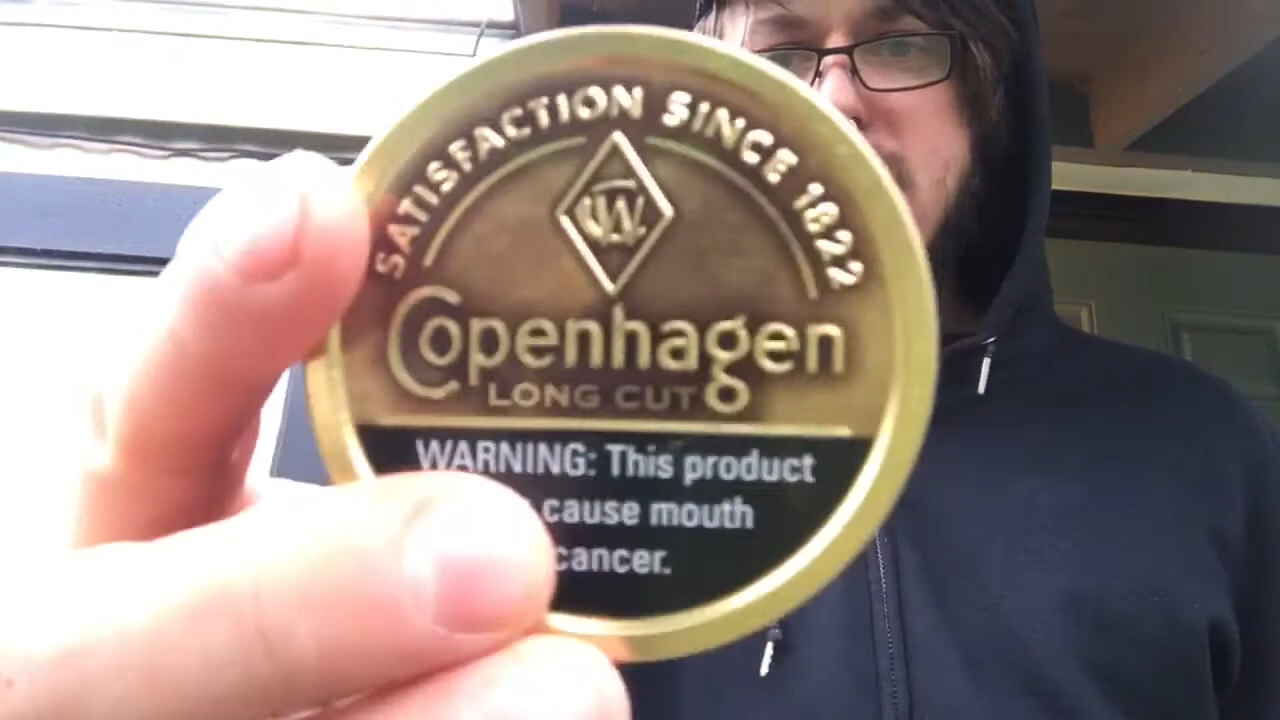 SATISFACTION SINCE 1822
Copenhagen
LONG CUT
WARNING: This product
cause mouth
cancer.